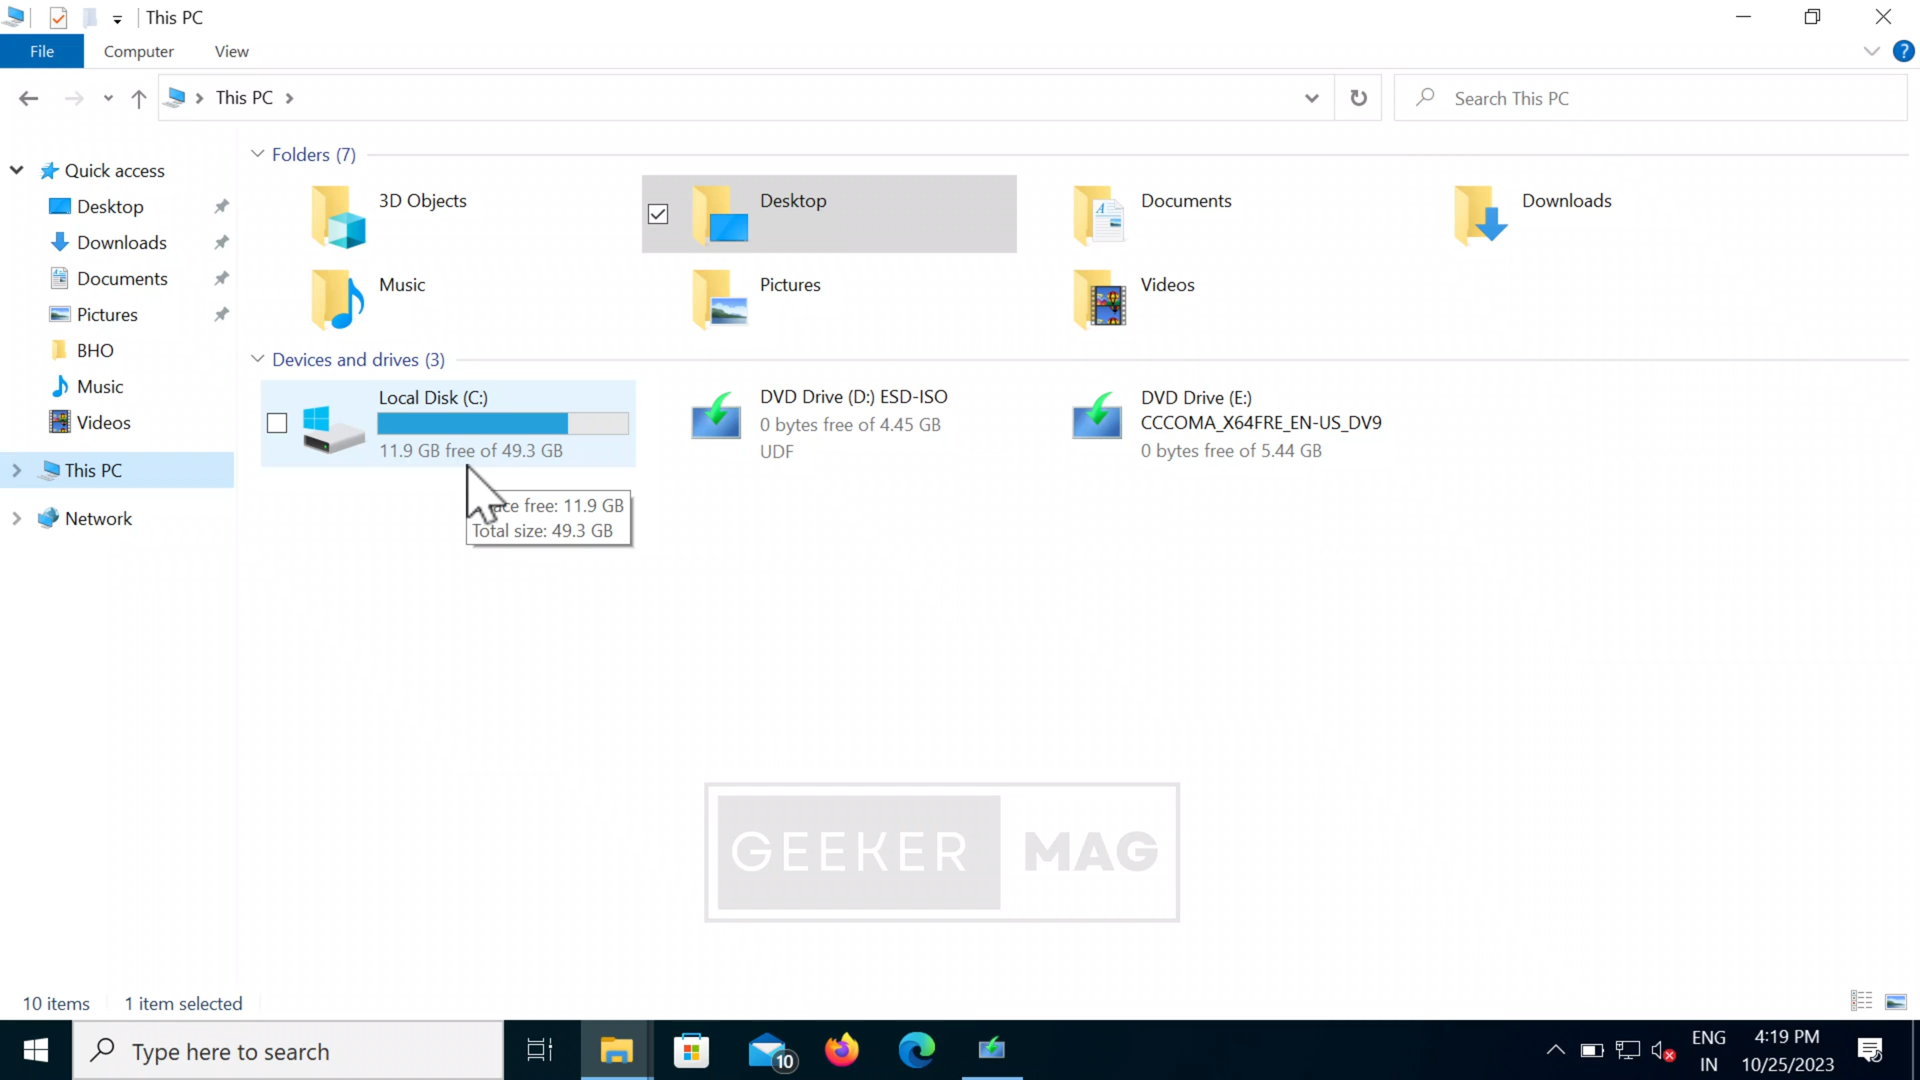 This PC
File Computer View
This PC
Search This PC
Quick access
Desktop
Downloads
Documents
Pictures
BHO
Music
Videos
This PC
Network
Folders (7)
3D Objects
Desktop
Documents
Downloads
Music
Pictures
Videos
Devices and drives (3)
Local Disk (C:)
11.9 GB free of 49.3 GB
DVD Drive (D:) ESD-ISO
0 bytes free of 4.45 GB
UDF
DVD Drive (E:)
CCCOMA_X64FRE_EN-US_DV9
0 bytes free of 5.44 GB
free: 11.9 GB
Total size: 49.3 GB
GEEKER MAG
10 items 1 item selected
Type here to search
10
ENG
IN
4:19 PM
10/25/2023